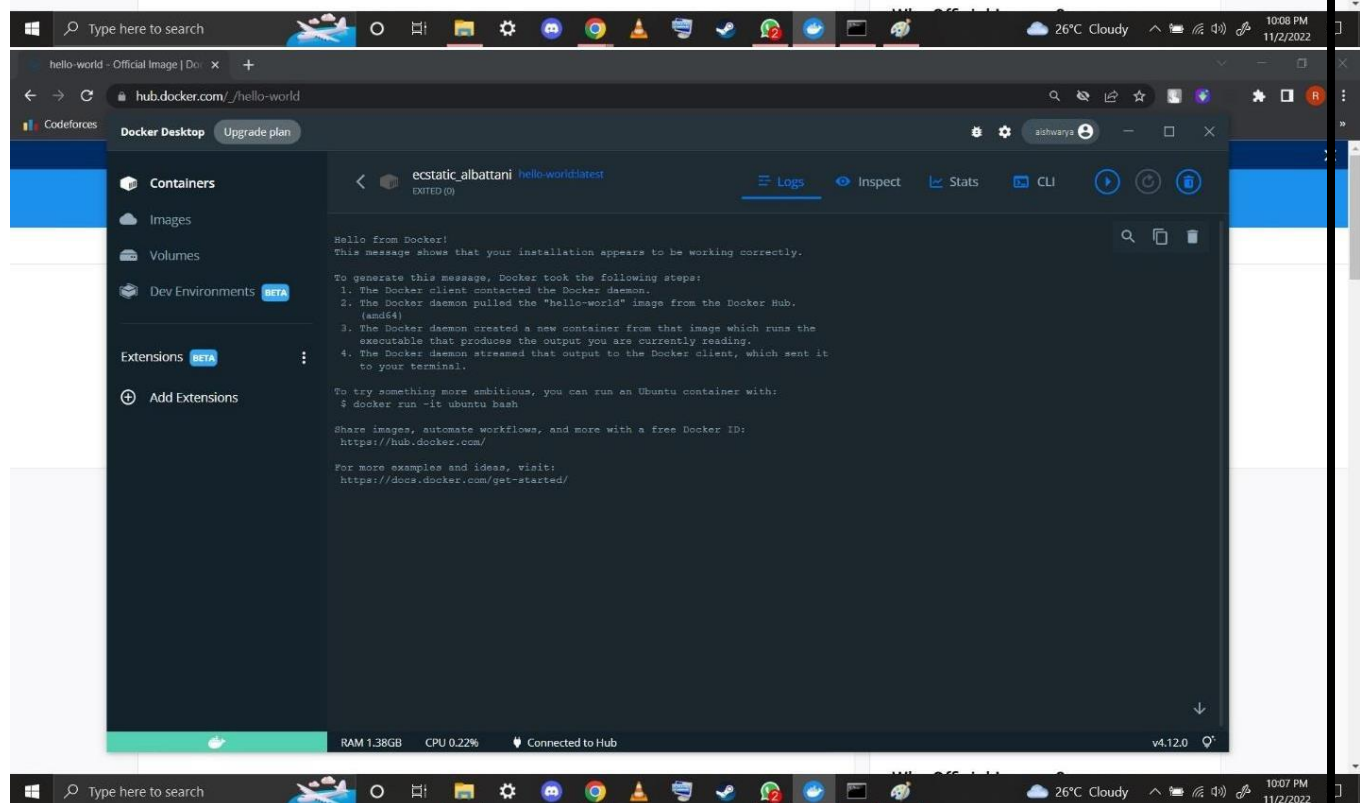 Type here to search
26°C Cloudy
10:08 PM
11/2/2022
hello-world - Official Image | Doc
hub.docker.com/_/hello-world
R
Codeforces
Docker Desktop
Upgrade plan
aishwarya
Containers
Images
Volumes
Dev Environments BETA
Extensions BETA
Add Extensions
ecstatic_albattani hello-world:latest
EXITED (0)
Logs
Inspect
Stats
CLI
Hello from Docker!
This message shows that your installation appears to be working correctly.
To generate this message, Docker took the following steps:
1. The Docker client contacted the Docker daemon.
2. The Docker daemon pulled the "hello-world" image from the Docker Hub.
(amd64)
3. The Docker daemon created a new container from that image which runs the
executable that produces the output you are currently reading.
4. The Docker daemon streamed that output to the Docker client, which sent it
to your terminal.
To try something more ambitious, you can run an Ubuntu container with:
$ docker run -it ubuntu bash
Share images, automate workflows, and more with a free Docker ID:
https://hub.docker.com/
For more examples and ideas, visit:
https://docs.docker.com/get-started/
RAM 1.38GB CPU 0.22% Connected to Hub
v4.12.0
Type here to search
26°C Cloudy
10:07 PM
11/2/2022